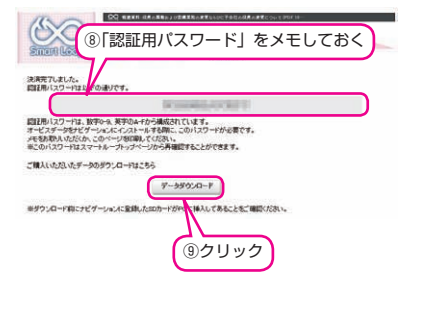 ⑧「認証用パスワード」をメモしておく
決済完了しました。
認証用パスワードは以下の通りです。
認証用パスワードは、数字0-9、英字のA-Fから構成されています。
オービスデータをナビゲーションにインストールする際に、このパスワードが必要です。
メモをお取りいただくか、このページを印刷してください。
※このパスワードはスマートループトップページから再確認することができます。
ご購入いただいたデータのダウンロードはこちら
データダウンロード
※ダウンロード前にナビゲーションに登録したSDカードがPCに挿入してあることをご確認ください。
⑨クリック